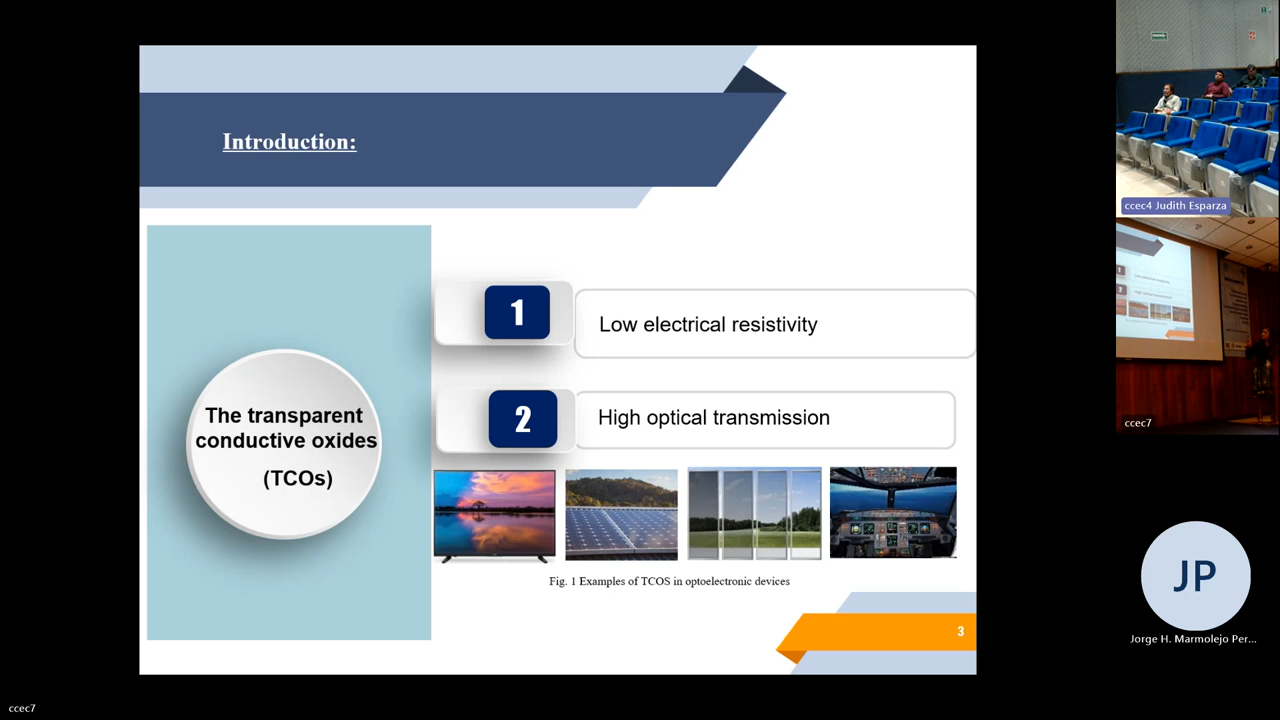 Introduction:
The transparent
conductive oxides
(TCOs)
1
Low electrical resistivity
2
High optical transmission
Fig. 1 Examples of TCOS in optoelectronic devices
3
ccec4 Judith Esparza
ccec7
JP
Jorge H. Marmolejo Per...
ccec7